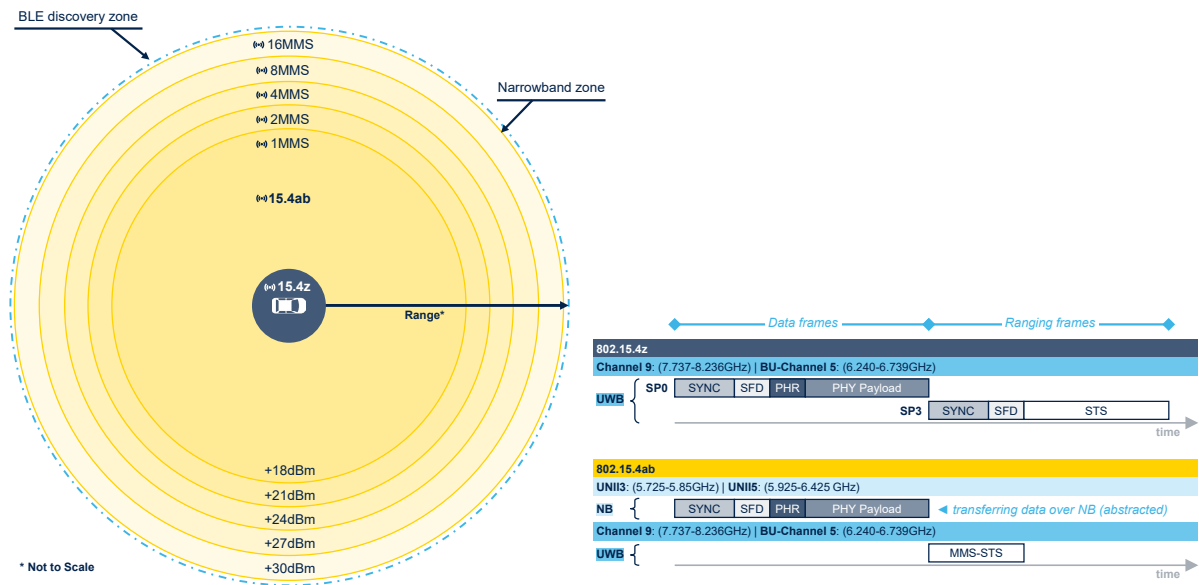 BLE discovery zone
16MMS
8MMS
4MMS
2MMS
1MMS
Narrowband zone
15.4ab
15.4z
Range*
+18dBm
+21dBm
+24dBm
+27dBm
+30dBm
* Not to Scale
Data frames
Ranging frames
802.15.4z
Channel 9: (7.737-8.236GHz) | BU-Channel 5: (6.240-6.739GHz)
UWB SP0 SYNC SFD PHR PHY Payload
SP3 SYNC SFD STS
time
802.15.4ab
UNII3: (5.725-5.85GHz) | UNII5: (5.925-6.425 GHz)
NB SYNC SFD PHR PHY Payload transferring data over NB (abstracted)
Channel 9: (7.737-8.236GHz) | BU-Channel 5: (6.240-6.739GHz)
UWB MMS-STS
time